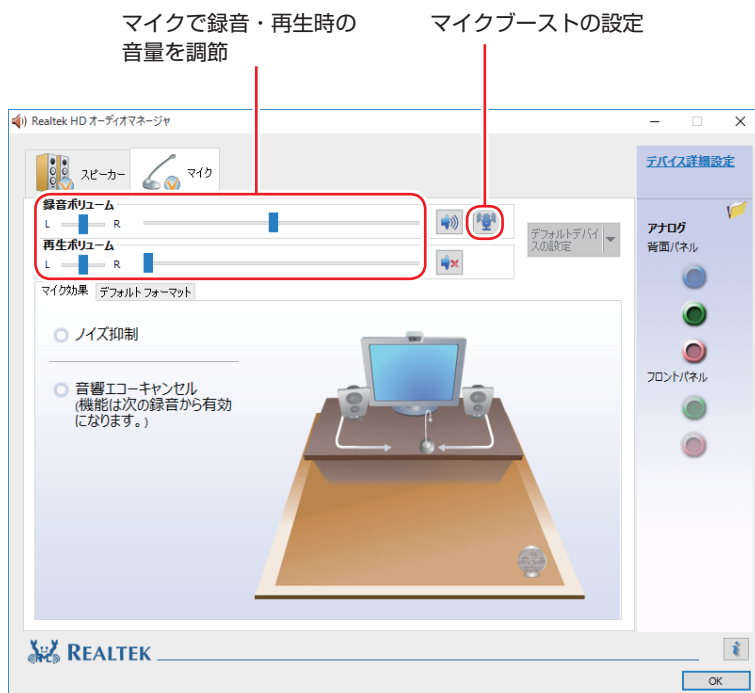 マイクで録音・再生時の
音量を調節
マイクブーストの設定
Realtek HD オーディオマネージャ
スピーカー
マイク
デバイス詳細設定
録音ボリューム
L R
デフォルトデバイ
スの設定
再生ボリューム
L R
アナログ
背面パネル
マイク効果 デフォルト フォーマット
ノイズ抑制
音響エコーキャンセル
(機能は次の録音から有効
になります。)
フロントパネル
REALTEK
i
OK